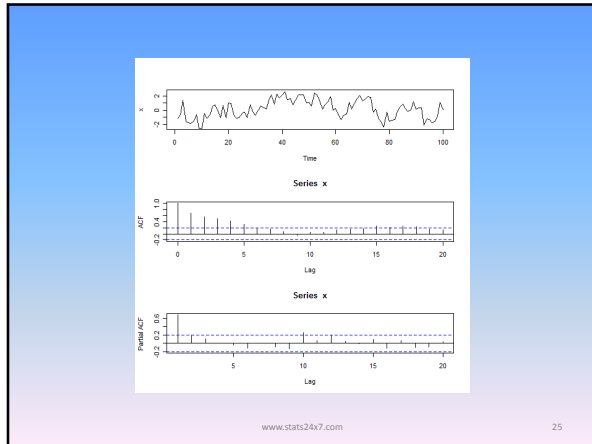 x
2
0
-2
0 20 40 60 80 100
Time
Series x
ACF
1.0
0.4
-0.2
0 5 10 15 20
Lag
Series x
Partial ACF
0.6
0.2
-0.2
5 10 15 20
Lag
www.stats24x7.com 25